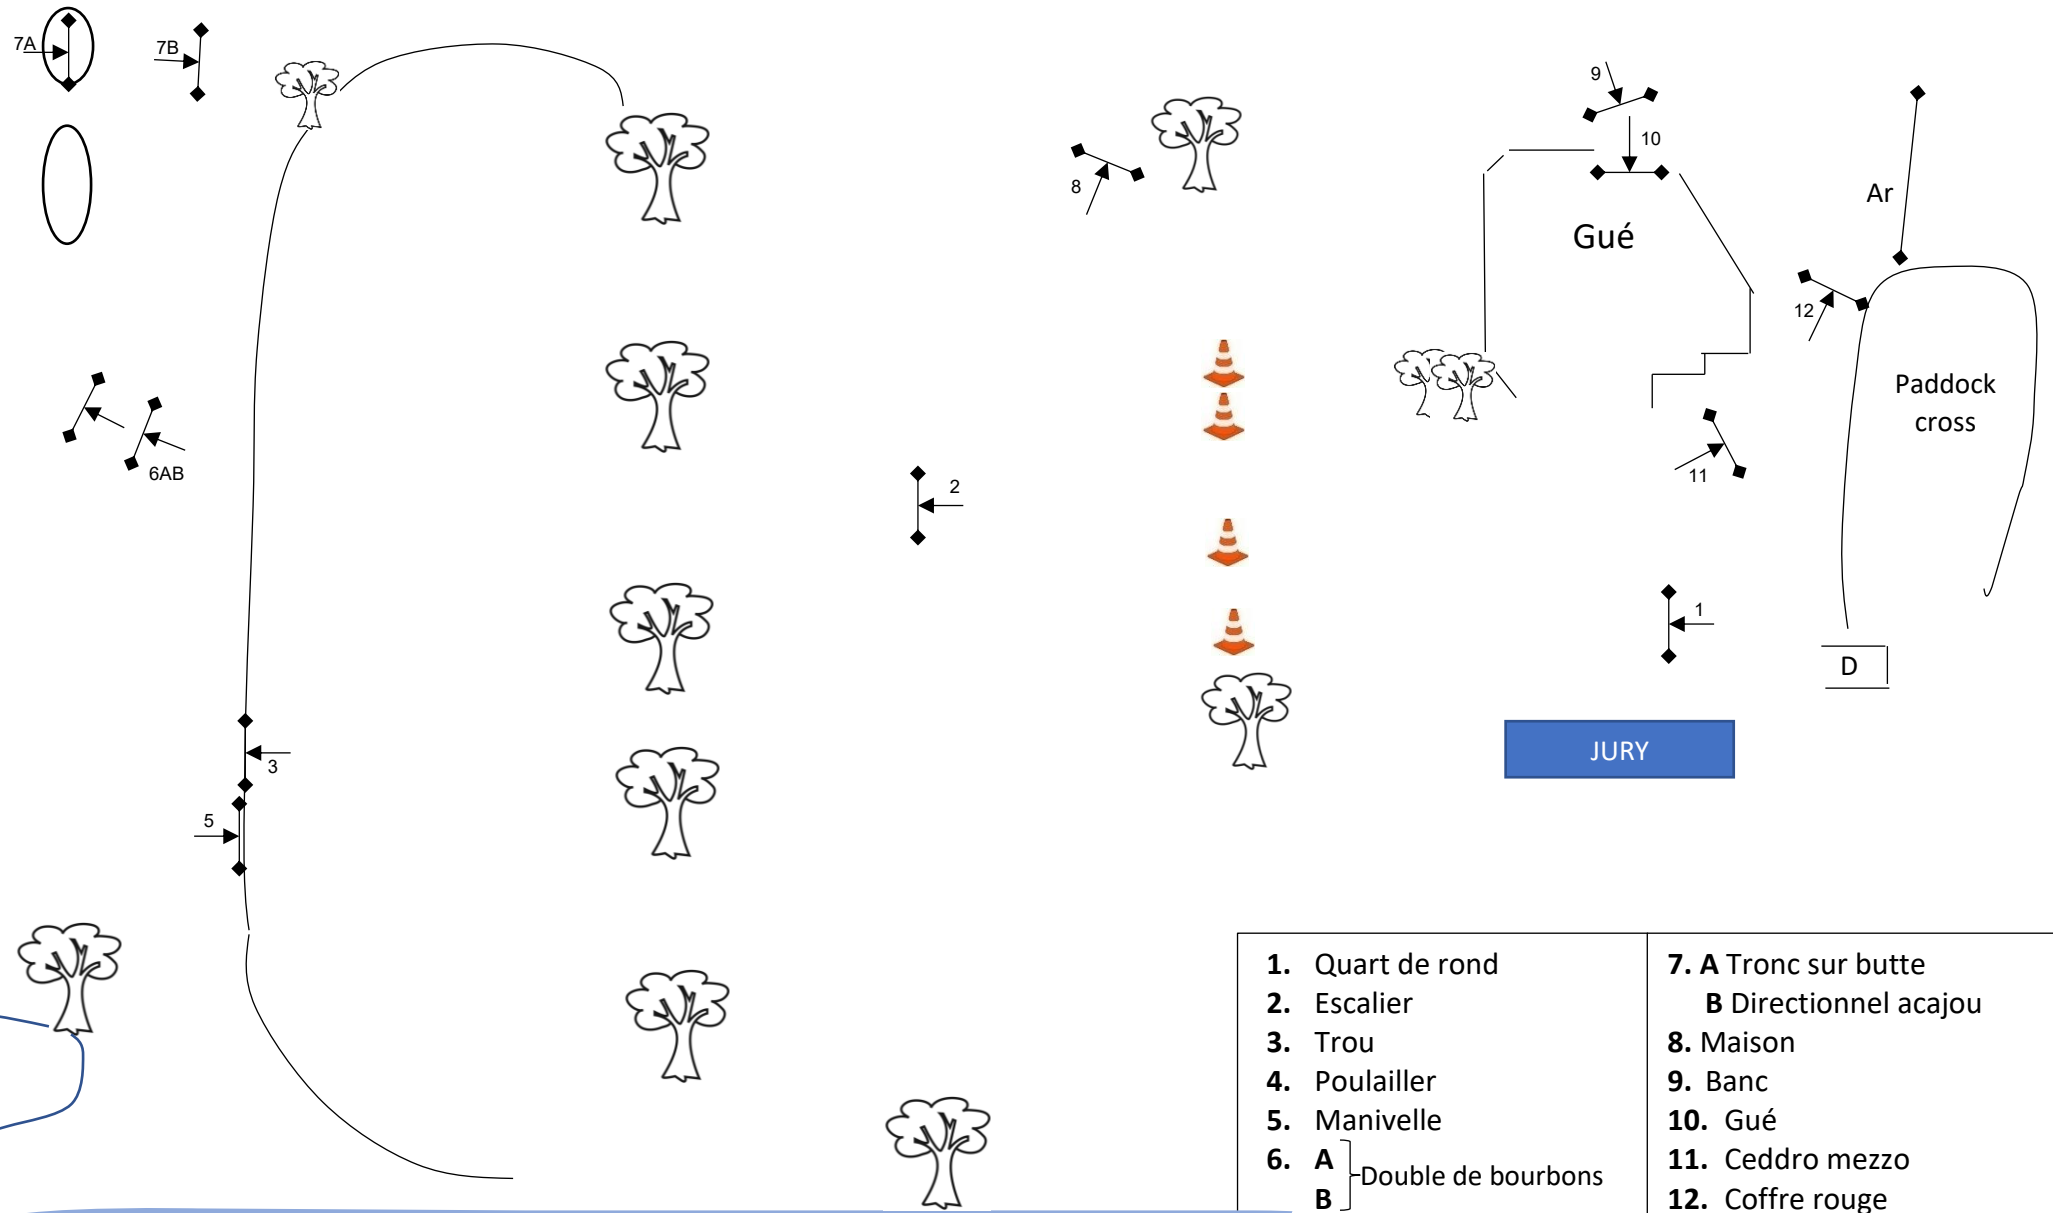 7A
7B
9
10
8
Ar
Gué
12
Paddock
cross
6AB
2
11
1
D
3
JURY
5
1. Quart de rond
2. Escalier
3. Trou
4. Poulailler
5. Manivelle
6. A
Double de bourbons
B
7. A Tronc sur butte
B Directionnel acajou
8. Maison
9. Banc
10. Gué
11. Ceddro mezzo
12. Coffre rouge